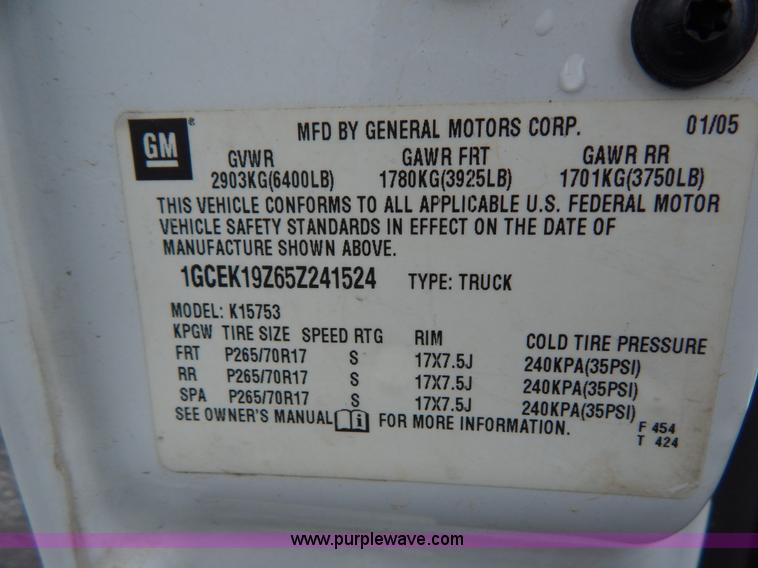 GM ® MFD BY GENERAL MOTORS CORP. 01/05
GVWR GAWR FRT GAWR RR
2903KG(6400LB) 1780KG(3925LB) 1701KG(3750LB)
THIS VEHICLE CONFORMS TO ALL APPLICABLE U.S. FEDERAL MOTOR
VEHICLE SAFETY STANDARDS IN EFFECT ON THE DATE OF
MANUFACTURE SHOWN ABOVE.
1GCEK19Z65Z241524 TYPE: TRUCK
MODEL: K15753
KPGW TIRE SIZE SPEED RTG RIM COLD TIRE PRESSURE
FRT P265/70R17 S 17X7.5J 240KPA(35PSI)
RR P265/70R17 S 17X7.5J 240KPA(35PSI)
SPA P265/70R17 S 17X7.5J 240KPA(35PSI)
SEE OWNER'S MANUAL i FOR MORE INFORMATION. F 454
T 424
www.purplewave.com